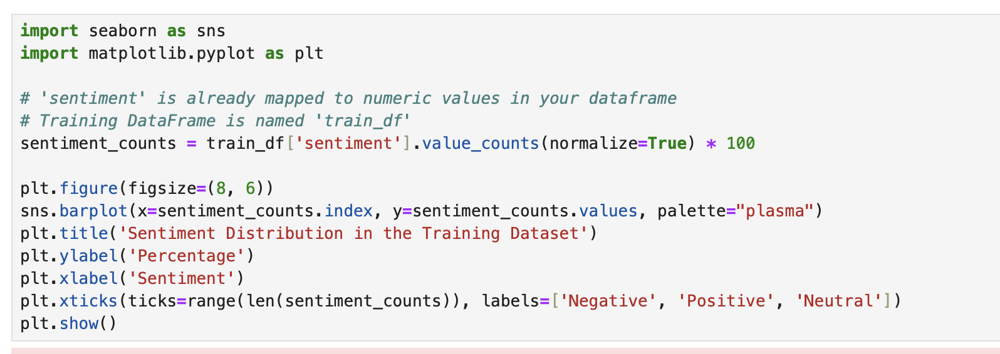 import seaborn as sns
import matplotlib.pyplot as plt
# 'sentiment' is already mapped to numeric values in your dataframe
# Training DataFrame is named 'train_df'
sentiment_counts = train_df['sentiment'].value_counts(normalize=True) * 100
plt.figure(figsize=(8, 6))
sns.barplot(x=sentiment_counts.index, y=sentiment_counts.values, palette="plasma")
plt.title('Sentiment Distribution in the Training Dataset')
plt.ylabel('Percentage')
plt.xlabel('Sentiment')
plt.xticks(ticks=range(len(sentiment_counts)), labels=['Negative', 'Positive', 'Neutral'])
plt.show()